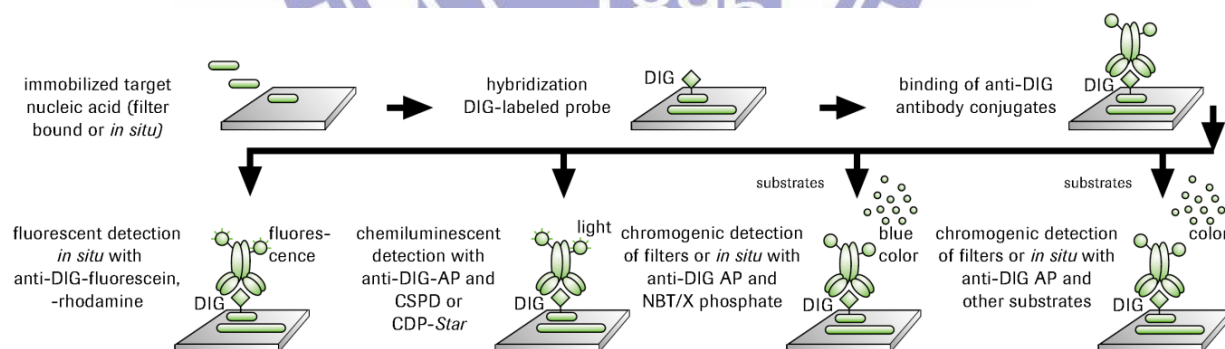 1895
immobilized target
nucleic acid (filter
bound or in situ)
hybridization
DIG-labeled probe
DIG
binding of anti-DIG
antibody conjugates
DIG
fluorescent detection
in situ with
anti-DIG-fluorescein,
-rhodamine
fluores-
cence
DIG
chemiluminescent
detection with
anti-DIG-AP and
CSPD or
CDP-Star
light
DIG
substrates
chromogenic detection
of filters or in situ with
anti-DIG AP and
NBT/X phosphate
blue
color
DIG
substrates
chromogenic detection
of filters or in situ with
anti-DIG AP and
other substrates
color
DIG